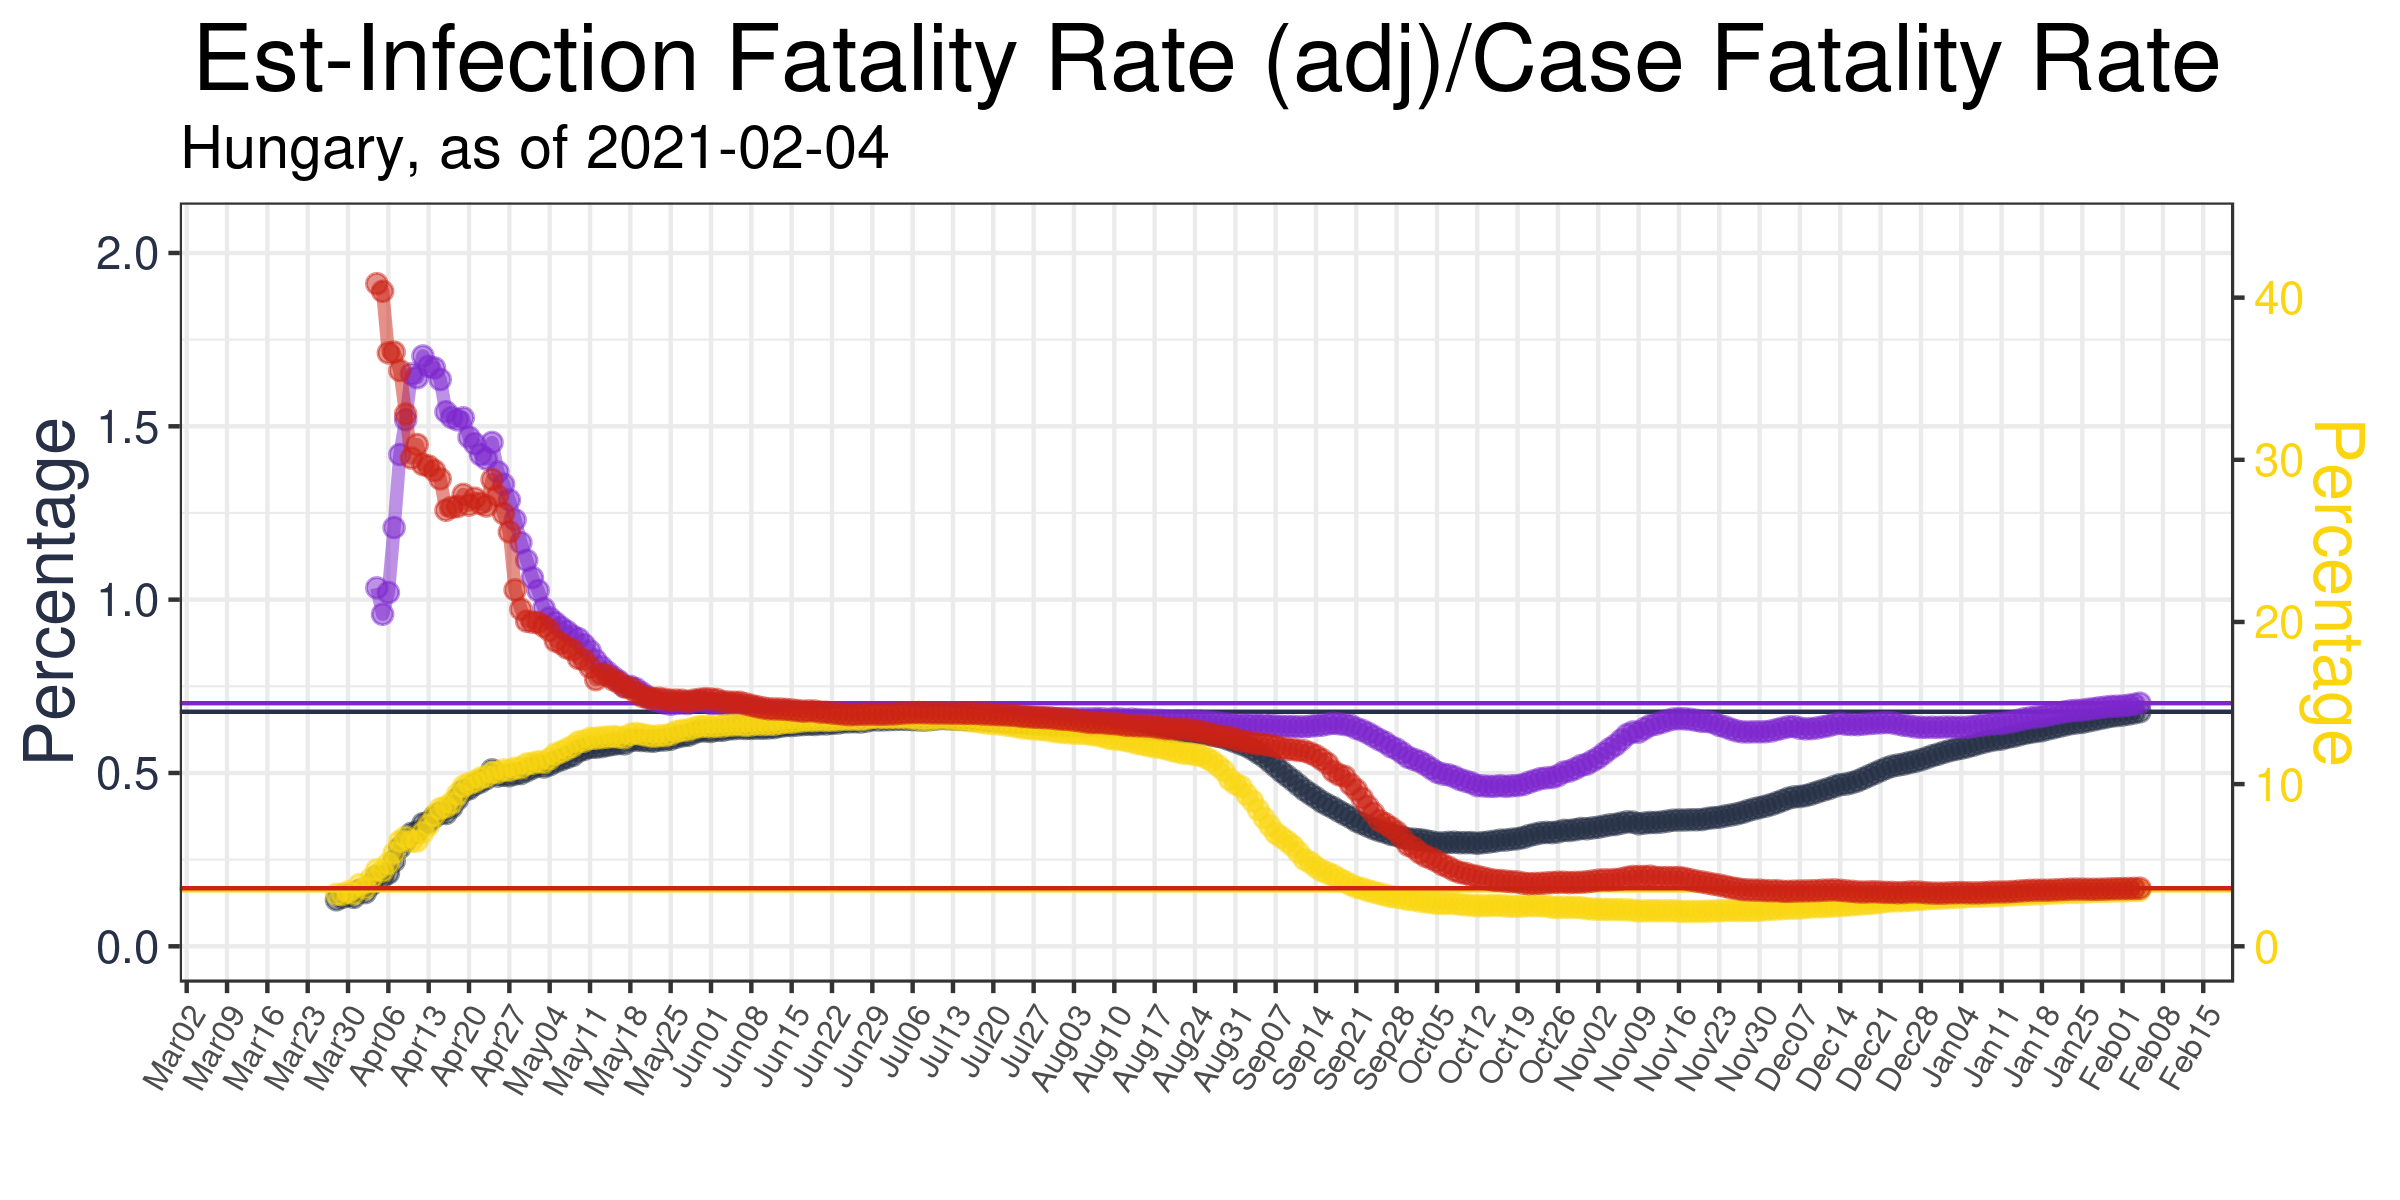 Est-Infection Fatality Rate (adj)/Case Fatality Rate
Hungary, as of 2021-02-04
Percentage
2.0
1.5
1.0
0.5
0.0
40
30
20
10
0
Percentage
Mar02
Mar09
Mar16
Mar23
Mar30
Apr06
Apr13
Apr20
Apr27
May04
May11
May18
May25
Jun01
Jun08
Jun15
Jun22
Jun29
Jul06
Jul13
Jul20
Jul27
Aug03
Aug10
Aug17
Aug24
Aug31
Sep07
Sep14
Sep21
Sep28
Oct05
Oct12
Oct19
Oct26
Nov02
Nov09
Nov16
Nov23
Nov30
Dec07
Dec14
Dec21
Dec28
Jan04
Jan11
Jan18
Jan25
Feb01
Feb08
Feb15